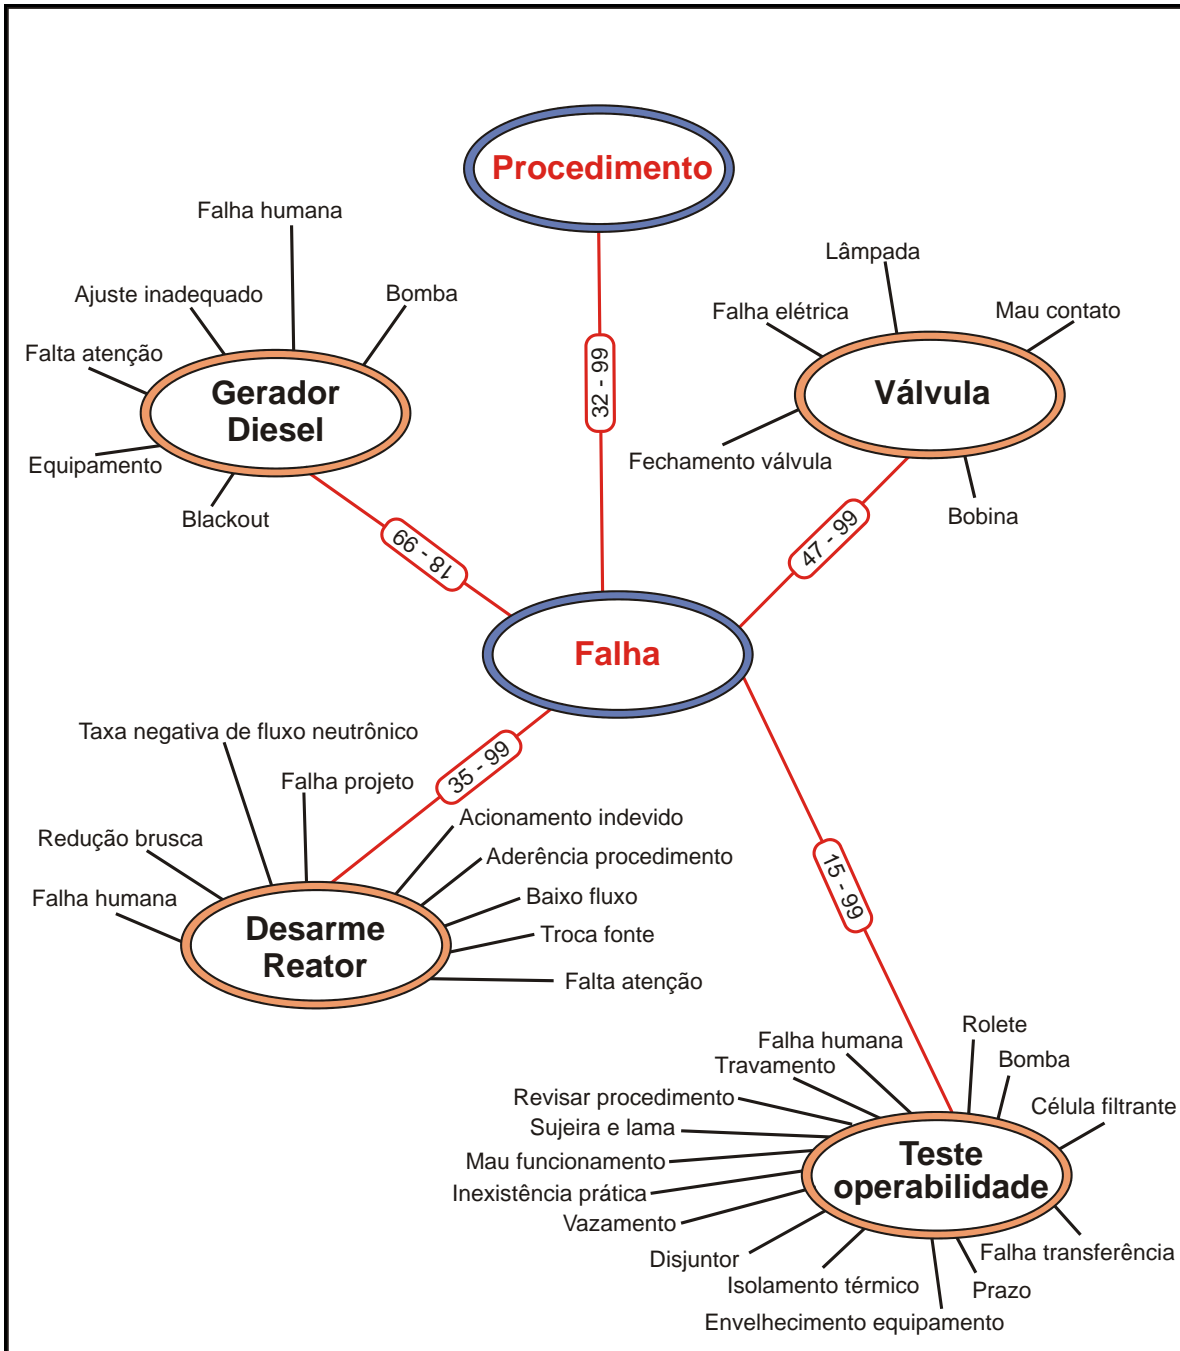 Procedimento
Falha humana
Lâmpada
Ajuste inadequado
Bomba
Falha elétrica
Mau contato
Falta atenção
Gerador
Diesel
Válvula
32 - 99
Equipamento
Fechamento válvula
Blackout
Bobina
18 - 99
47 - 99
Falha
Taxa negativa de fluxo neutrônico
35 - 99
Falha projeto
Redução brusca
Acionamento indevido
Aderência procedimento
Falha humana
Baixo fluxo
Desarme
Reator
Troca fonte
Falta atenção
15 - 99
Rolete
Falha humana
Bomba
Travamento
Revisar procedimento
Célula filtrante
Sujeira e lama
Mau funcionamento
Teste
operabilidade
Inexistência prática
Vazamento
Disjuntor
Falha transferência
Isolamento térmico
Prazo
Envelhecimento equipamento